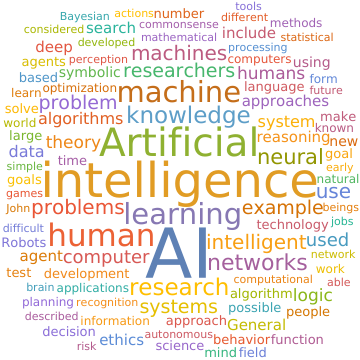 tools
Bayesian actions number different
considered search commonsense methods
developed mathematical include statistical
deep machines processing
agents perception computers using
based symbolic researchers humans form
learn optimization machine language future
solve problem knowledge approaches make
world algorithms system known
large theory Artificial reasoning new
data neural goal
simple time early
goals intelligence natural
games use
John problems learning example beings
difficult human technology jobs
Robots AI intelligent used
agent computer networks network
test development work
brain applications research computational able
planning recognition systems algorithm logic
described information approach possible people
decision General
autonomous behavior function
risk ethics science mind field